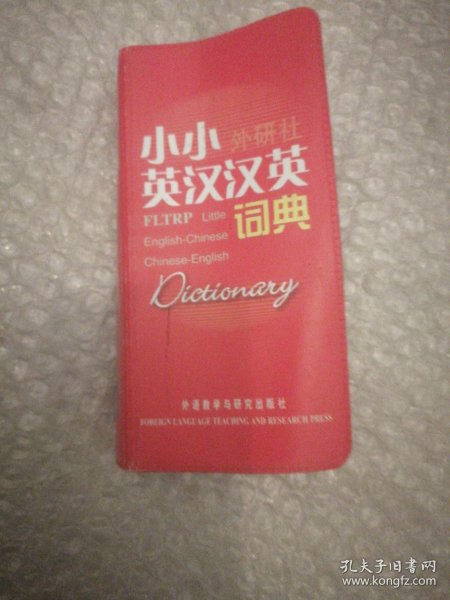 小小 外研社
英汉汉英
FLTRP Little 词典
English-Chinese
Chinese-English
Dictionary
外语教学与研究出版社
FOREIGN LANGUAGE TEACHING AND RESEARCH PRESS
孔夫子旧书网
www.kongfz.com